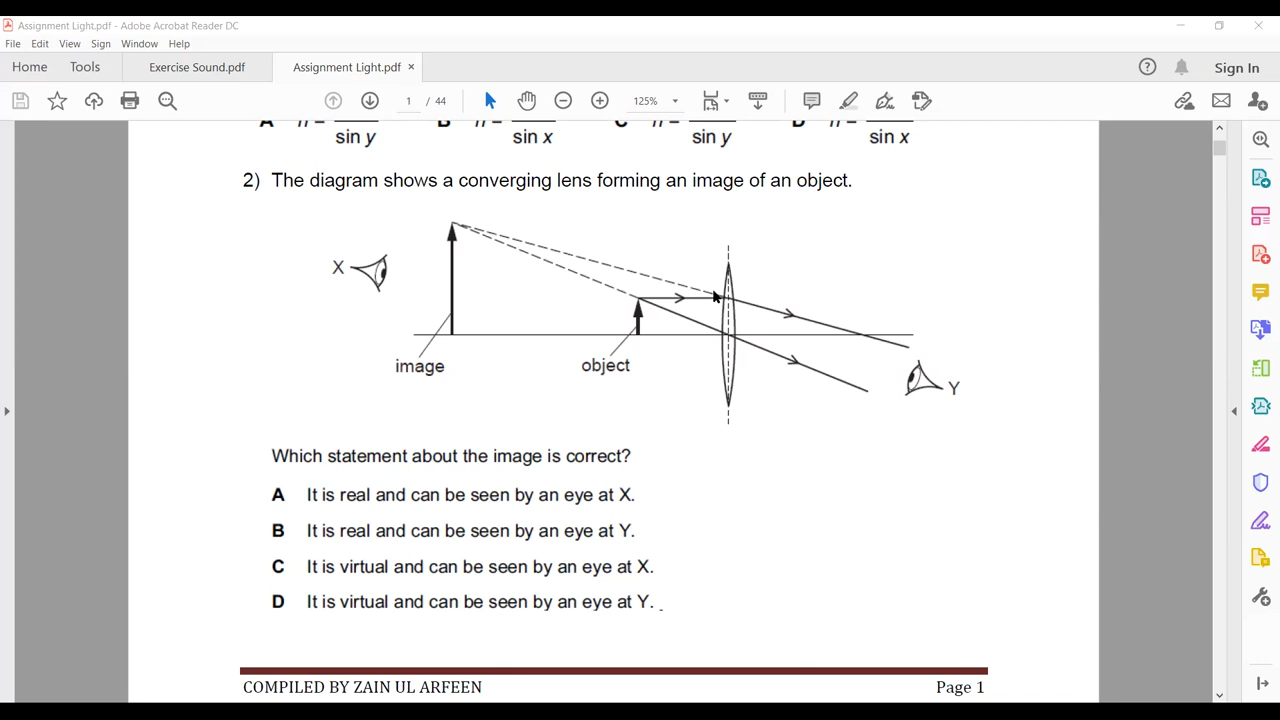 Assignment Light.pdf - Adobe Acrobat Reader DC
File Edit View Sign Window Help
Home Tools Exercise Sound.pdf Assignment Light.pdf × Sign In
1 / 44 125%
A n = B n = C n = D n =
sin y sin x sin y sin x
2) The diagram shows a converging lens forming an image of an object.
X
image
object
Y
Which statement about the image is correct?
A It is real and can be seen by an eye at X.
B It is real and can be seen by an eye at Y.
C It is virtual and can be seen by an eye at X.
D It is virtual and can be seen by an eye at Y.
COMPILED BY ZAIN UL ARFEEN Page 1